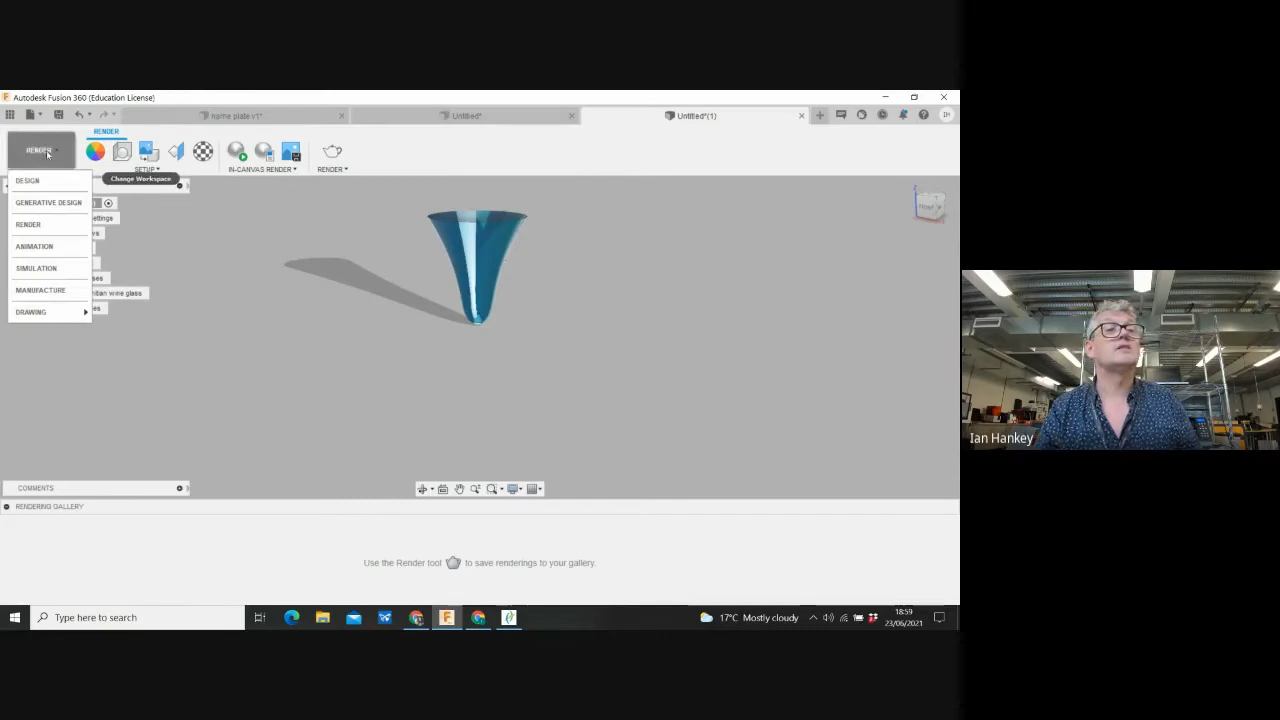 Autodesk Fusion 360 (Education License)
name plate v1*
Untitled*
Untitled*(1)
IH
RENDER
RENDER
SETUP
IN-CANVAS RENDER
RENDER
Change Workspace
DESIGN
GENERATIVE DESIGN
RENDER
ANIMATION
SIMULATION
MANUFACTURE
DRAWING
ettings
wine glass
Z
FRONT
COMMENTS
RENDERING GALLERY
Use the Render tool to save renderings to your gallery.
Type here to search
17°C Mostly cloudy
18:59
23/06/2021
Ian Hankey